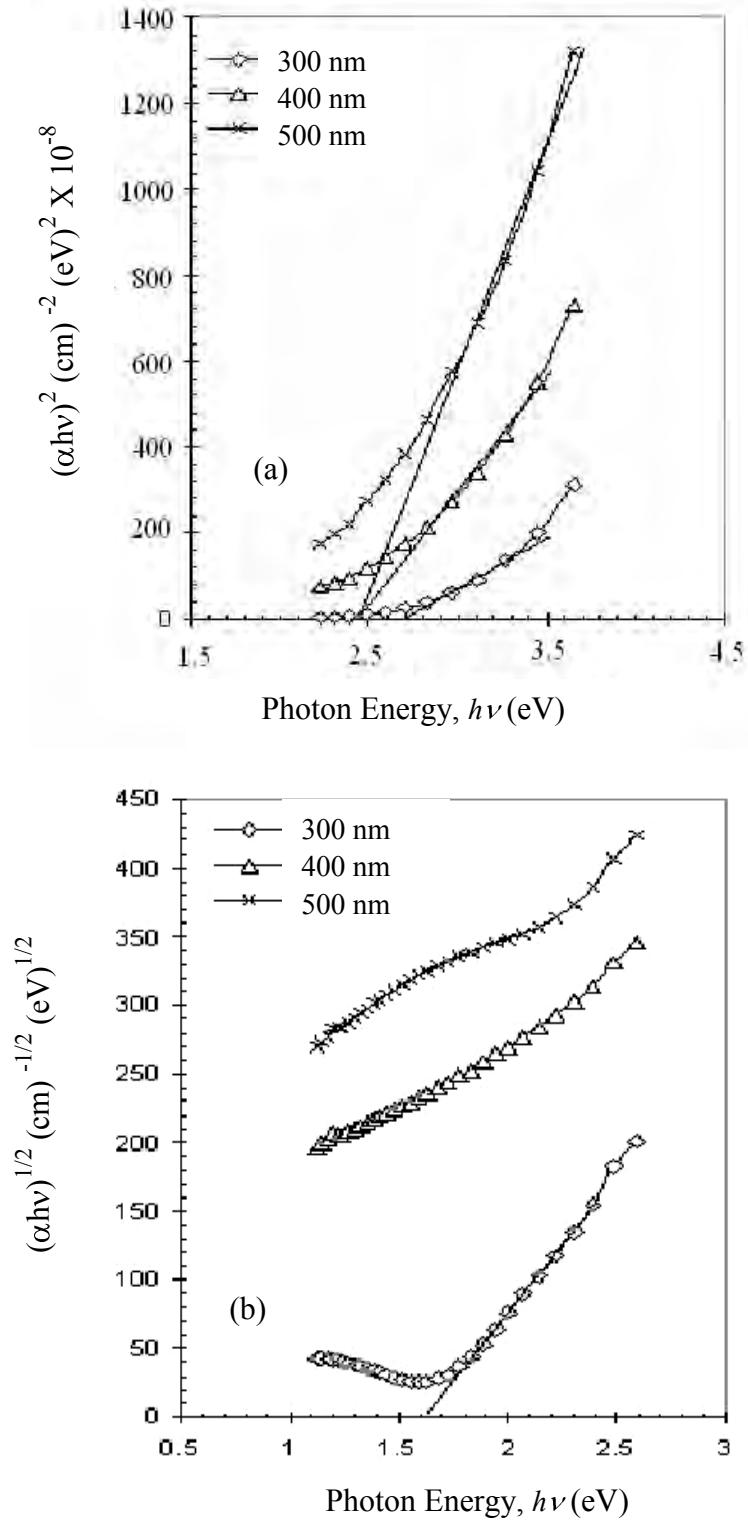 1400
1200
1000
800
600
400
200
0
300 nm
400 nm
500 nm
(αhν)² (cm) ⁻² (eV)² X 10⁻⁸
(a)
1.5 2.5 3.5 4.5
Photon Energy, hν (eV)
450
400
350
300
250
200
150
100
50
0
300 nm
400 nm
500 nm
(αhν)^1/2 (cm) ^-1/2 (eV)^1/2
(b)
0.5 1 1.5 2 2.5 3
Photon Energy, hν (eV)